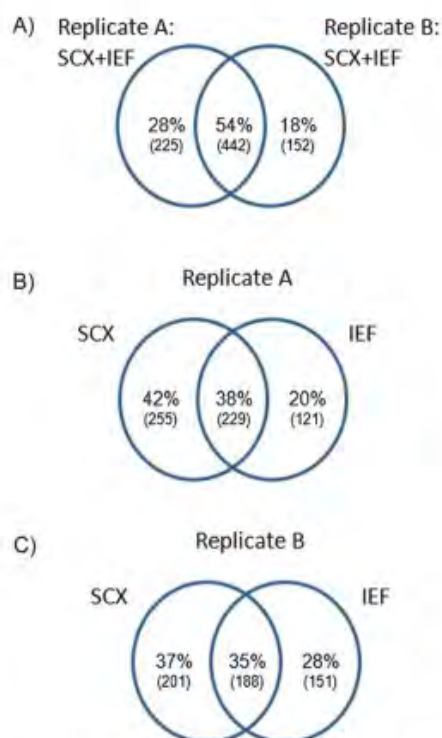 A) Replicate A: Replicate B:
SCX+IEF SCX+IEF
28% 54% 18%
(225) (442) (152)
B) Replicate A
SCX IEF
42% 38% 20%
(255) (229) (121)
C) Replicate B
SCX IEF
37% 35% 28%
(201) (188) (151)